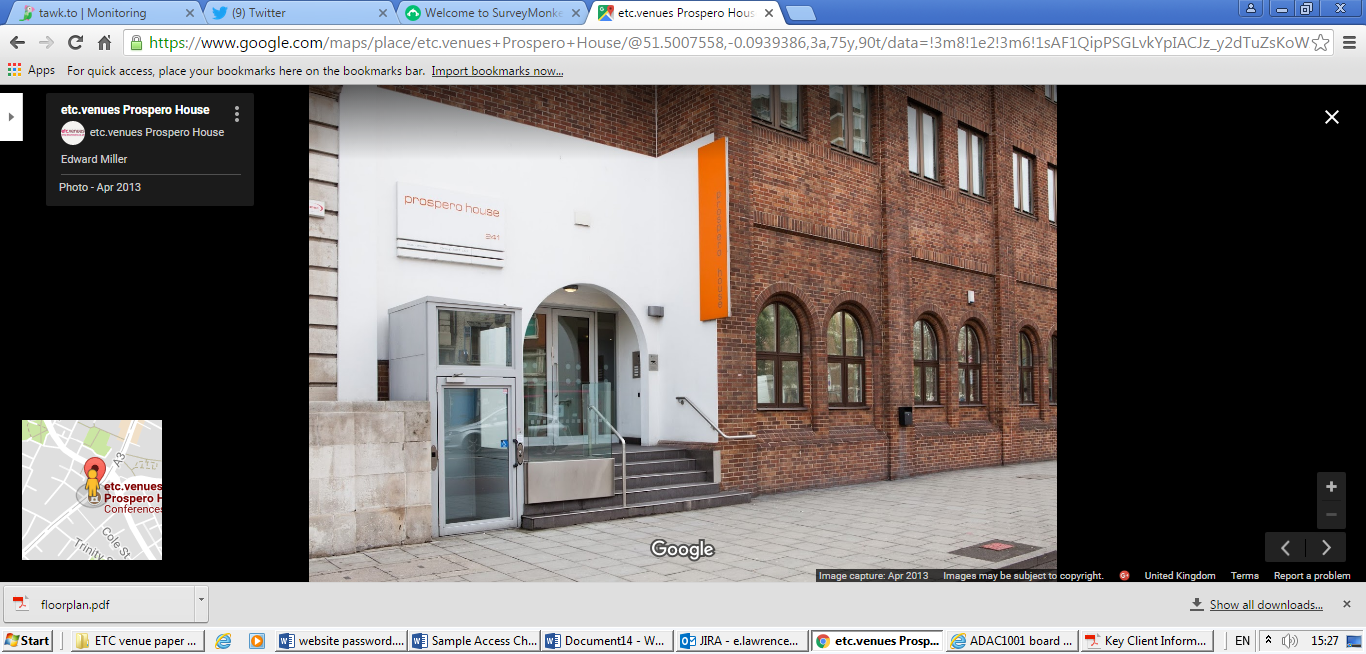 tawk.to | Monitoring
(9) Twitter
Welcome to SurveyMonke
etc.venues Prospero Hous
https://www.google.com/maps/place/etc.venues+Prospero+House/@51.5007558,-0.0939386,3a,75y,90t/data=!3m8!1e2!3m6!1sAF1QipPSGLvkYpIACJz_y2dTuZsKoW
Apps For quick access, place your bookmarks here on the bookmarks bar. Import bookmarks now...
etc.venues Prospero House
etc.venues Prospero House
Edward Miller
Photo - Apr 2013
prospero house
241
A3
etc.venues
Prospero H
Conferences
Cole St
Trinity S
Google
Image capture: Apr 2013 Images may be subject to copyright. United Kingdom Terms Report a problem
floorplan.pdf
Show all downloads...
Start
ETC venue paper ...
website password....
Sample Access Ch...
Document14 - W...
JIRA - e.lawrence...
etc.venues Prosp...
ADAC1001 board ...
Key Client Inform...
EN
15:27